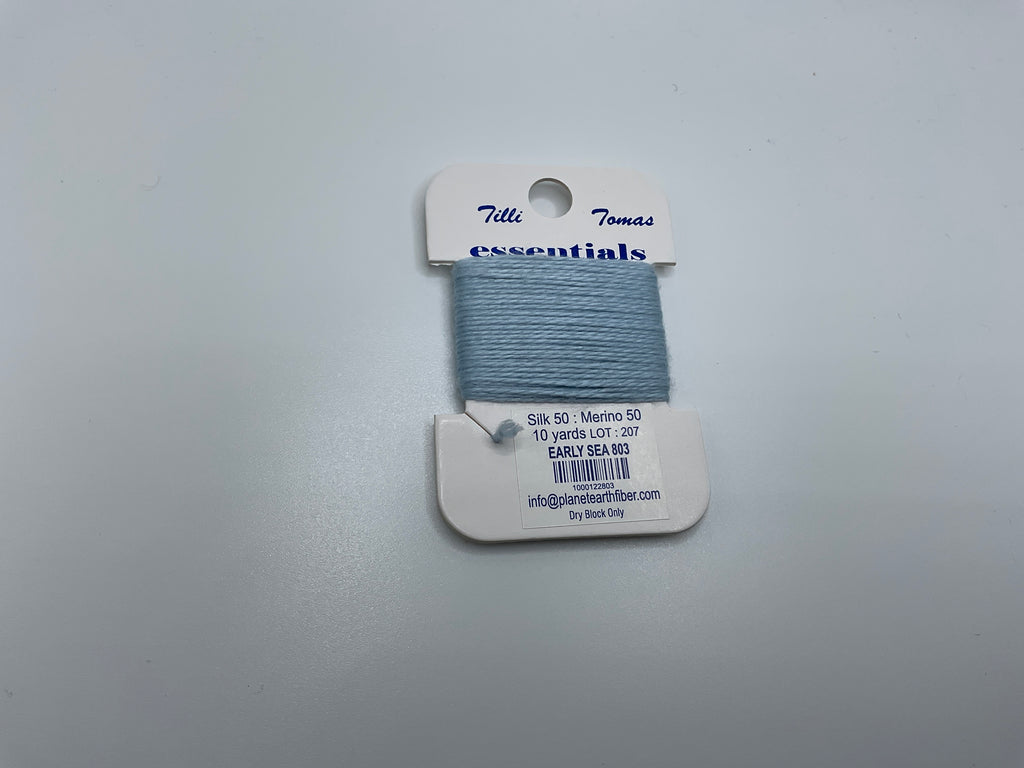 Tilli Tomas
essentials
Silk 50 : Merino 50
10 yards LOT : 207
EARLY SEA 803
1000122803
info@planetearthfiber.com
Dry Block Only